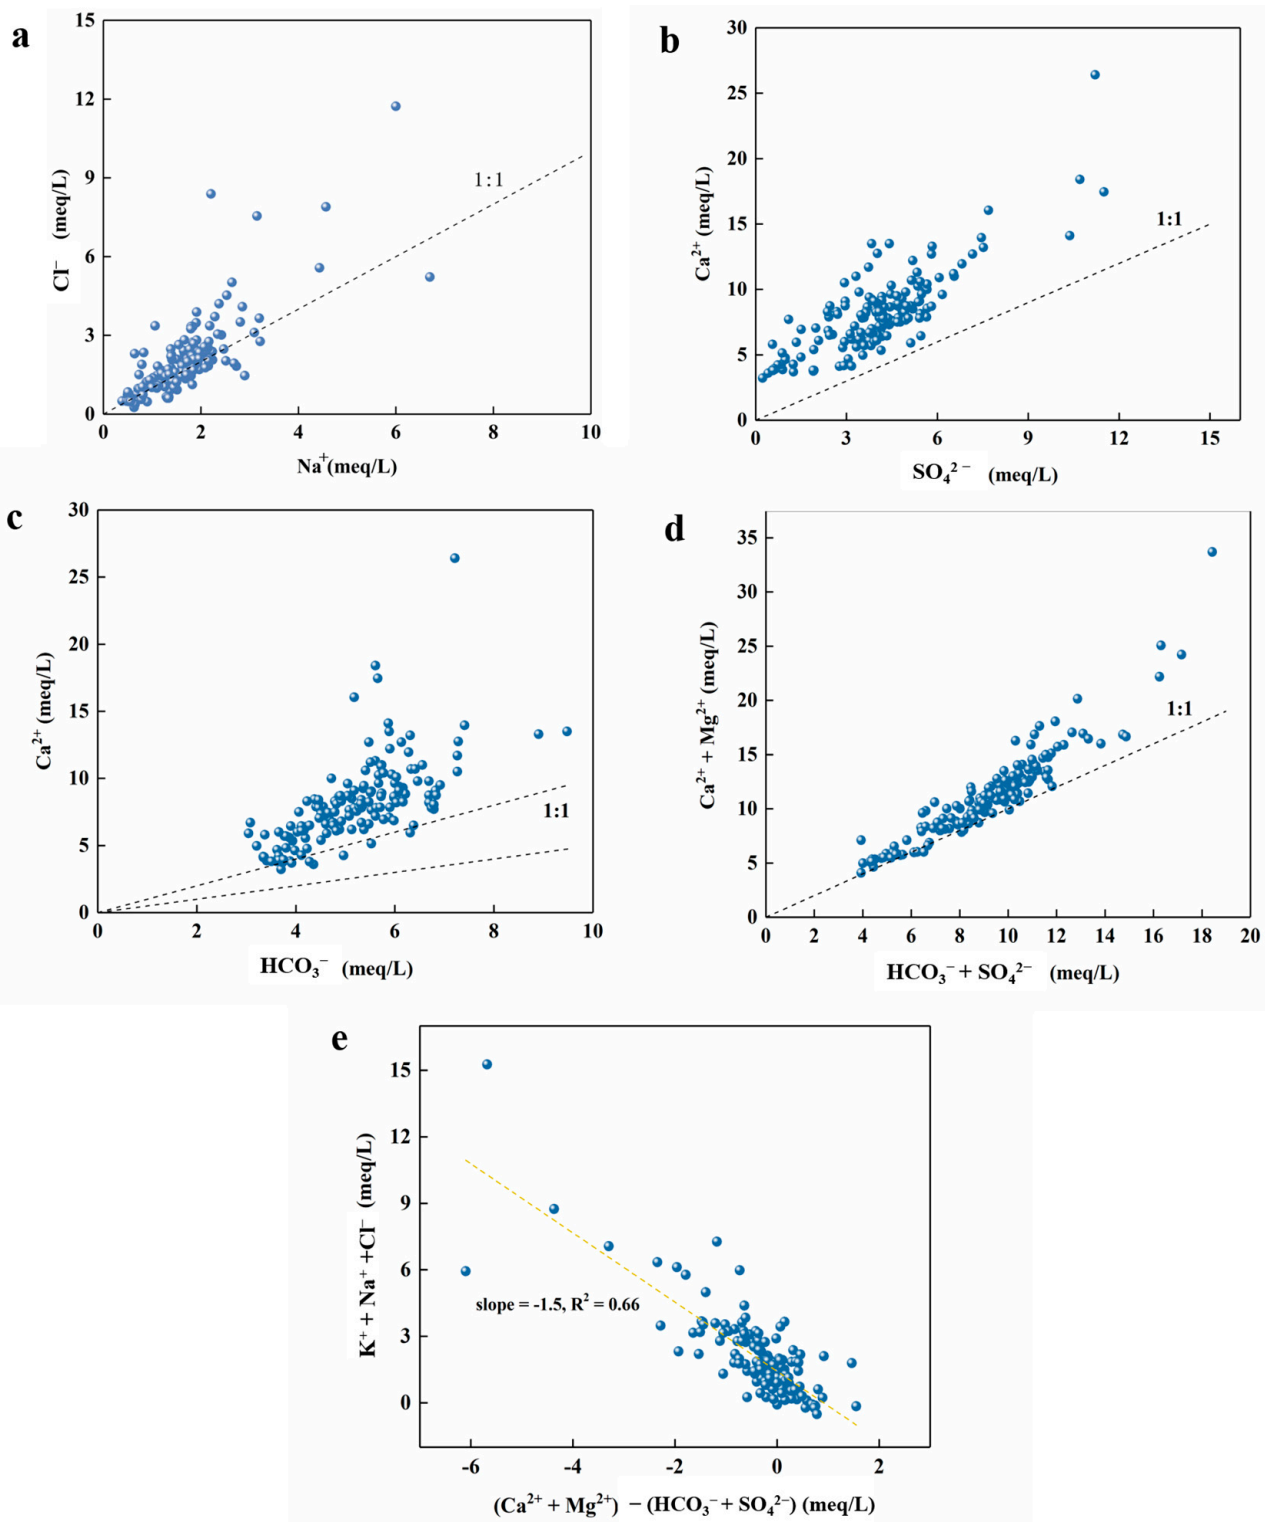 a
15
12
9
6
3
0
0 2 4 6 8 10
Cl⁻ (meq/L)
1:1
Na⁺(meq/L)
b
30
25
20
15
10
5
0
0 3 6 9 12 15
Ca²⁺ (meq/L)
1:1
SO₄²⁻ (meq/L)
c
30
25
20
15
10
5
0
0 2 4 6 8 10
Ca²⁺ (meq/L)
1:1
HCO₃⁻ (meq/L)
d
35
30
25
20
15
10
5
0
0 2 4 6 8 10 12 14 16 18 20
Ca²⁺ + Mg²⁺ (meq/L)
1:1
HCO₃⁻ + SO₄²⁻ (meq/L)
e
15
12
9
6
3
0
-6 -4 -2 0 2
K⁺ + Na⁺ +Cl⁻ (meq/L)
slope = -1.5, R² = 0.66
(Ca²⁺ + Mg²⁺) − (HCO₃⁻ + SO₄²⁻) (meq/L)